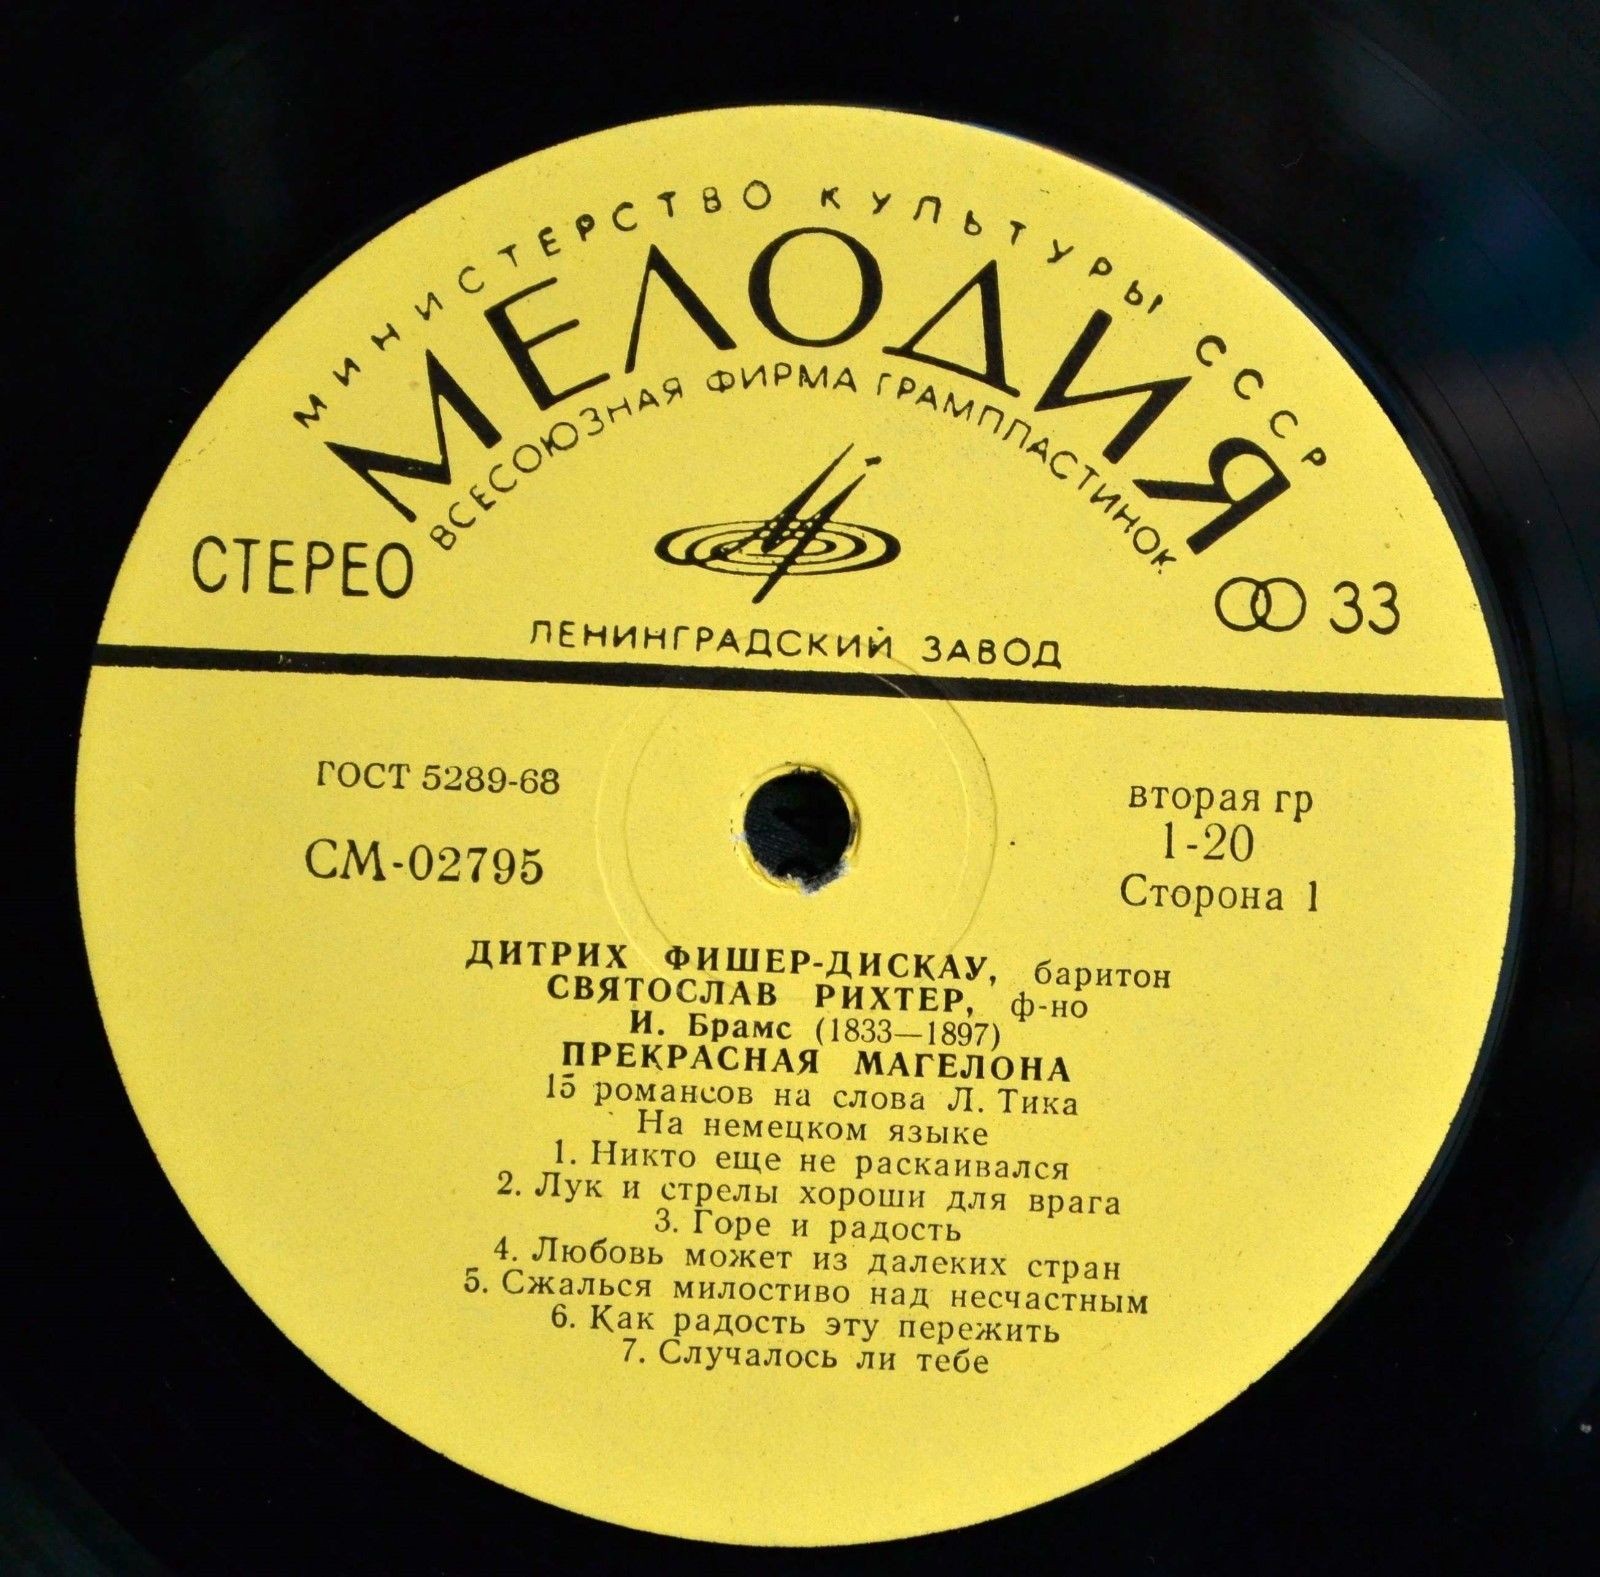 МИНИСТЕРСТВО КУЛЬТУРЫ СССР
МЕЛОДИЯ
ВСЕСОЮЗНАЯ ФИРМА ГРАМПЛАСТИНОК
СТЕРЕО
33
ЛЕНИНГРАДСКИЙ ЗАВОД
ГОСТ 5289-68
СМ-02795
вторая гр
1-20
Сторона 1
ДИТРИХ ФИШЕР-ДИСКАУ, баритон
СВЯТОСЛАВ РИХТЕР, ф-но
И. Брамс (1833—1897)
ПРЕКРАСНАЯ МАГЕЛОНА
15 романсов на слова Л. Тика
На немецком языке
1. Никто еще не раскаивался
2. Лук и стрелы хороши для врага
3. Горе и радость
4. Любовь может из далеких стран
5. Сжалься милостиво над несчастным
6. Как радость эту пережить
7. Случалось ли тебе